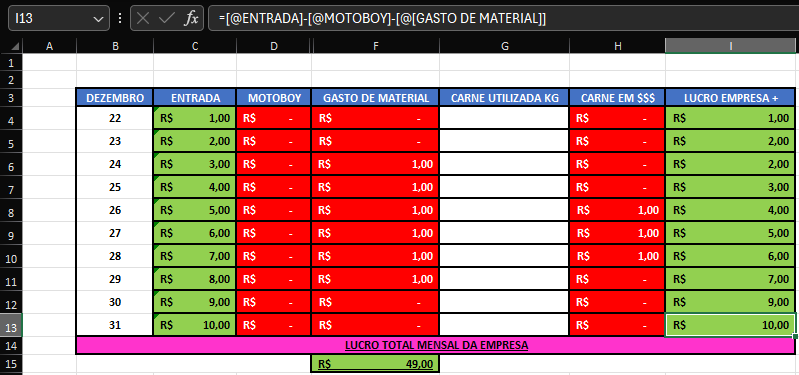 I13 fx =[@ENTRADA]-[@MOTOBOY]-[@[GASTO DE MATERIAL]]
A B C D F G H I
1
2
3 DEZEMBRO ENTRADA MOTOBOY GASTO DE MATERIAL CARNE UTILIZADA KG CARNE EM $$$ LUCRO EMPRESA +
4 22 R$ 1,00 R$ - R$ - R$ - R$ 1,00
5 23 R$ 2,00 R$ - R$ - R$ - R$ 2,00
6 24 R$ 3,00 R$ - R$ 1,00 R$ - R$ 2,00
7 25 R$ 4,00 R$ - R$ 1,00 R$ - R$ 3,00
8 26 R$ 5,00 R$ - R$ 1,00 R$ 1,00 R$ 4,00
9 27 R$ 6,00 R$ - R$ 1,00 R$ 1,00 R$ 5,00
10 28 R$ 7,00 R$ - R$ 1,00 R$ 1,00 R$ 6,00
11 29 R$ 8,00 R$ - R$ 1,00 R$ - R$ 7,00
12 30 R$ 9,00 R$ - R$ - R$ - R$ 9,00
13 31 R$ 10,00 R$ - R$ - R$ - R$ 10,00
14 LUCRO TOTAL MENSAL DA EMPRESA
15 R$ 49,00